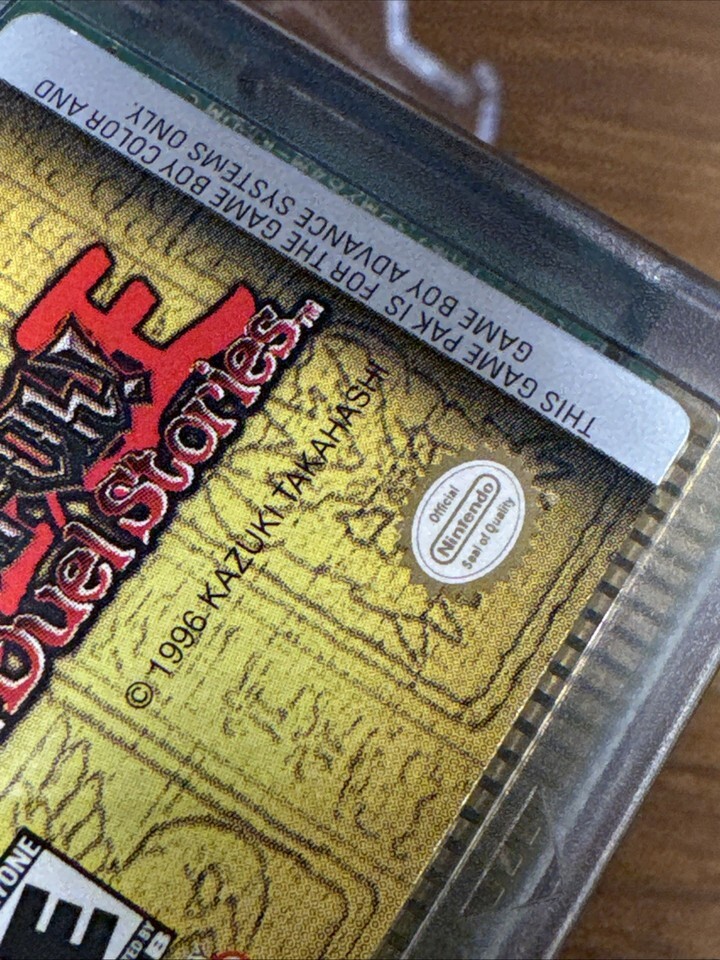 THIS GAME PAK IS FOR THE GAME BOY COLOR AND
GAME BOY ADVANCE SYSTEMS ONLY.
Duel Stories™
© 1996 KAZUKI TAKAHASHI
Official
Nintendo
Seal of Quality
E